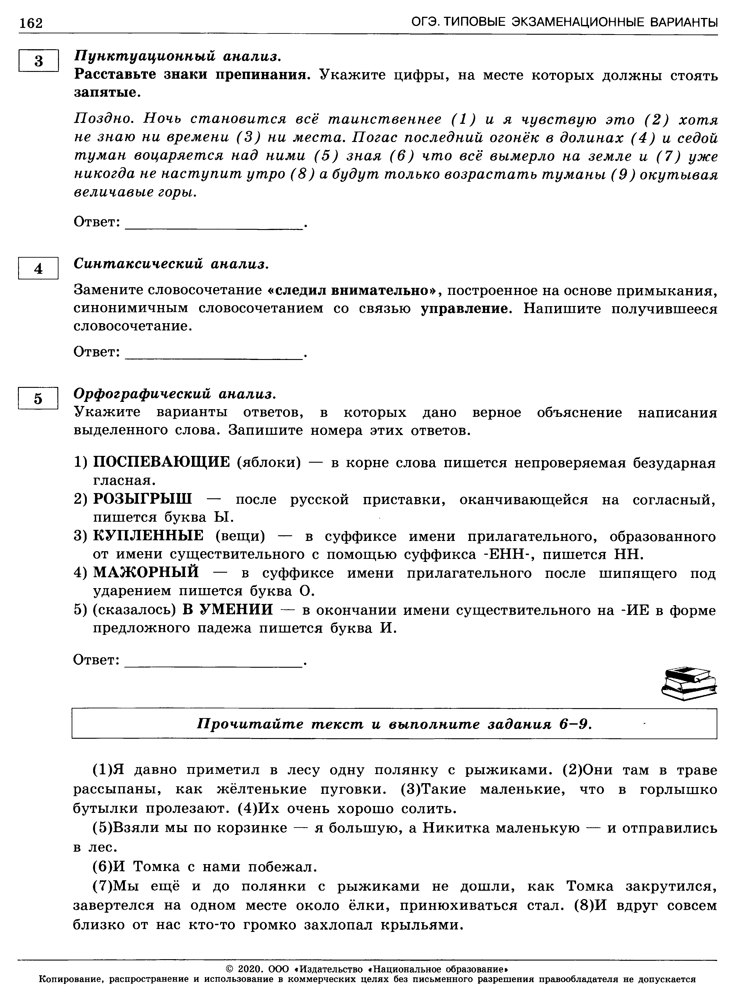 162
ОГЭ. ТИПОВЫЕ ЭКЗАМЕНАЦИОННЫЕ ВАРИАНТЫ
3
Пунктуационный анализ.
Расставьте знаки препинания. Укажите цифры, на месте которых должны стоять
запятые.
Поздно. Ночь становится всё таинственнее (1) и я чувствую это (2) хотя
не знаю ни времени (3) ни места. Погас последний огонёк в долинах (4) и седой
туман воцаряется над ними (5) зная (6) что всё вымерло на земле и (7) уже
никогда не наступит утро (8) а будут только возрастать туманы (9) окутывая
величавые горы.
Ответ: ____________________.
4
Синтаксический анализ.
Замените словосочетание «следил внимательно», построенное на основе примыкания,
синонимичным словосочетанием со связью управление. Напишите получившееся
словосочетание.
Ответ: ____________________.
5
Орфографический анализ.
Укажите варианты ответов, в которых дано верное объяснение написания
выделенного слова. Запишите номера этих ответов.
1) ПОСПЕВАЮЩИЕ (яблоки) — в корне слова пишется непроверяемая безударная
гласная.
2) РОЗЫГРЫШ — после русской приставки, оканчивающейся на согласный,
пишется буква Ы.
3) КУПЛЕННЫЕ (вещи) — в суффиксе имени прилагательного, образованного
от имени существительного с помощью суффикса -ЕНН-, пишется НН.
4) МАЖОРНЫЙ — в суффиксе имени прилагательного после шипящего под
ударением пишется буква О.
5) (сказалось) В УМЕНИИ — в окончании имени существительного на -ИЕ в форме
предложного падежа пишется буква И.
Ответ: ____________________.
Прочитайте текст и выполните задания 6–9.
(1)Я давно приметил в лесу одну полянку с рыжиками. (2)Они там в траве
рассыпаны, как жёлтенькие пуговки. (3)Такие маленькие, что в горлышко
бутылки пролезают. (4)Их очень хорошо солить.
(5)Взяли мы по корзинке — я большую, а Никитка маленькую — и отправились
в лес.
(6)И Томка с нами побежал.
(7)Мы ещё и до полянки с рыжиками не дошли, как Томка закрутился,
завертелся на одном месте около ёлки, принюхиваться стал. (8)И вдруг совсем
близко от нас кто-то громко захлопал крыльями.
© 2020. ООО «Издательство «Национальное образование»
Копирование, распространение и использование в коммерческих целях без письменного разрешения правообладателя не допускается